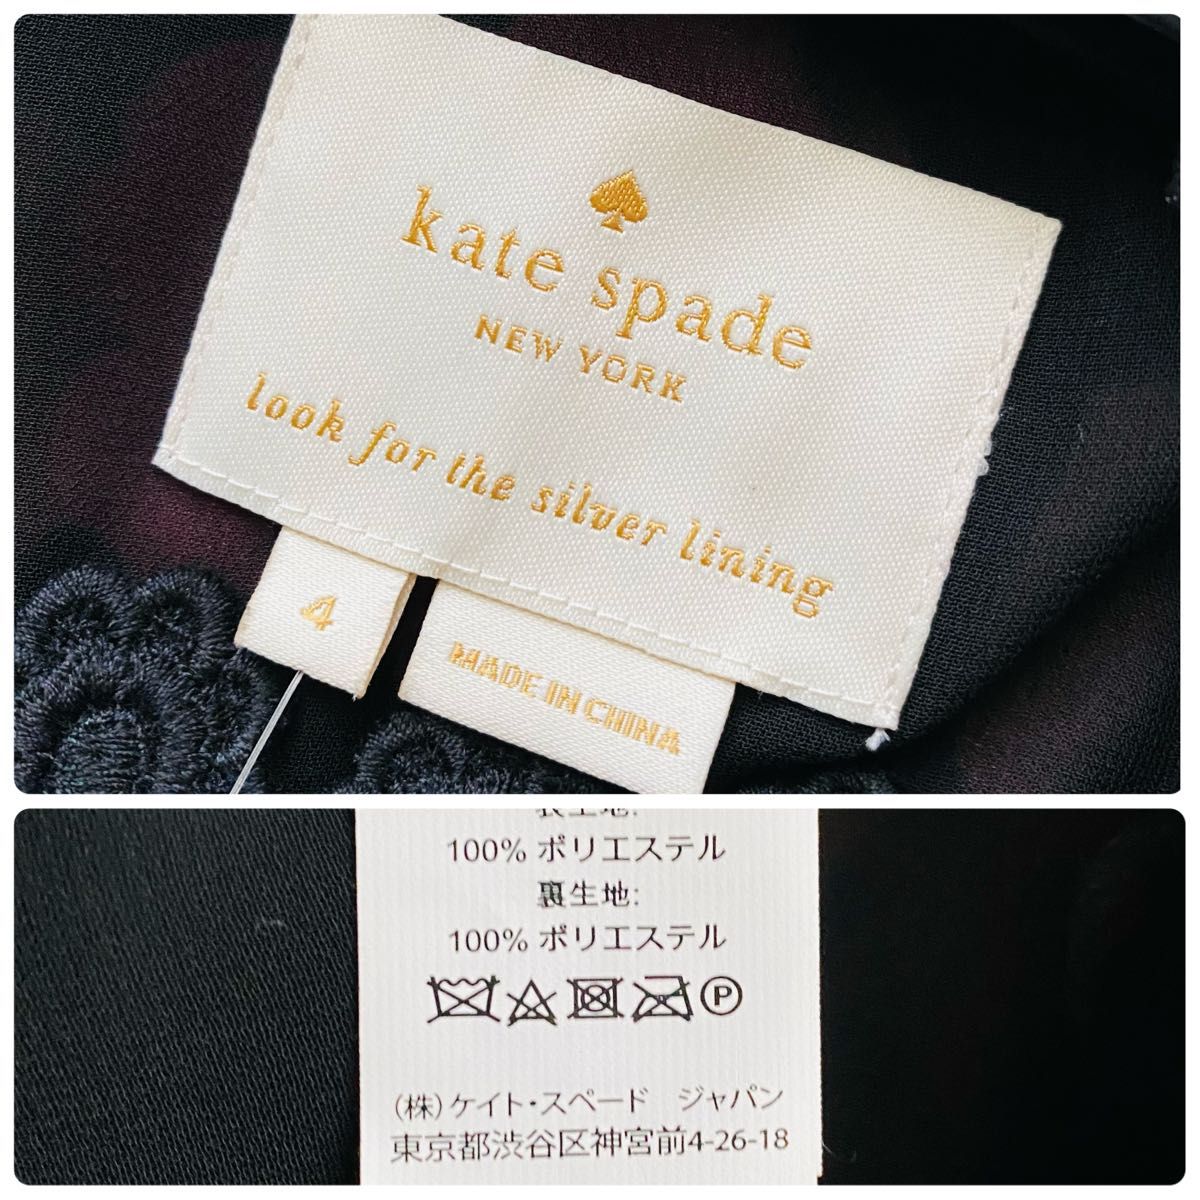 kate spade
NEW YORK
look for the silver lining
4
MADE IN CHINA
100% ポリエステル
裏生地:
100% ポリエステル
P
(株)ケイト・スペード ジャパン
東京都渋谷区神宮前4-26-18